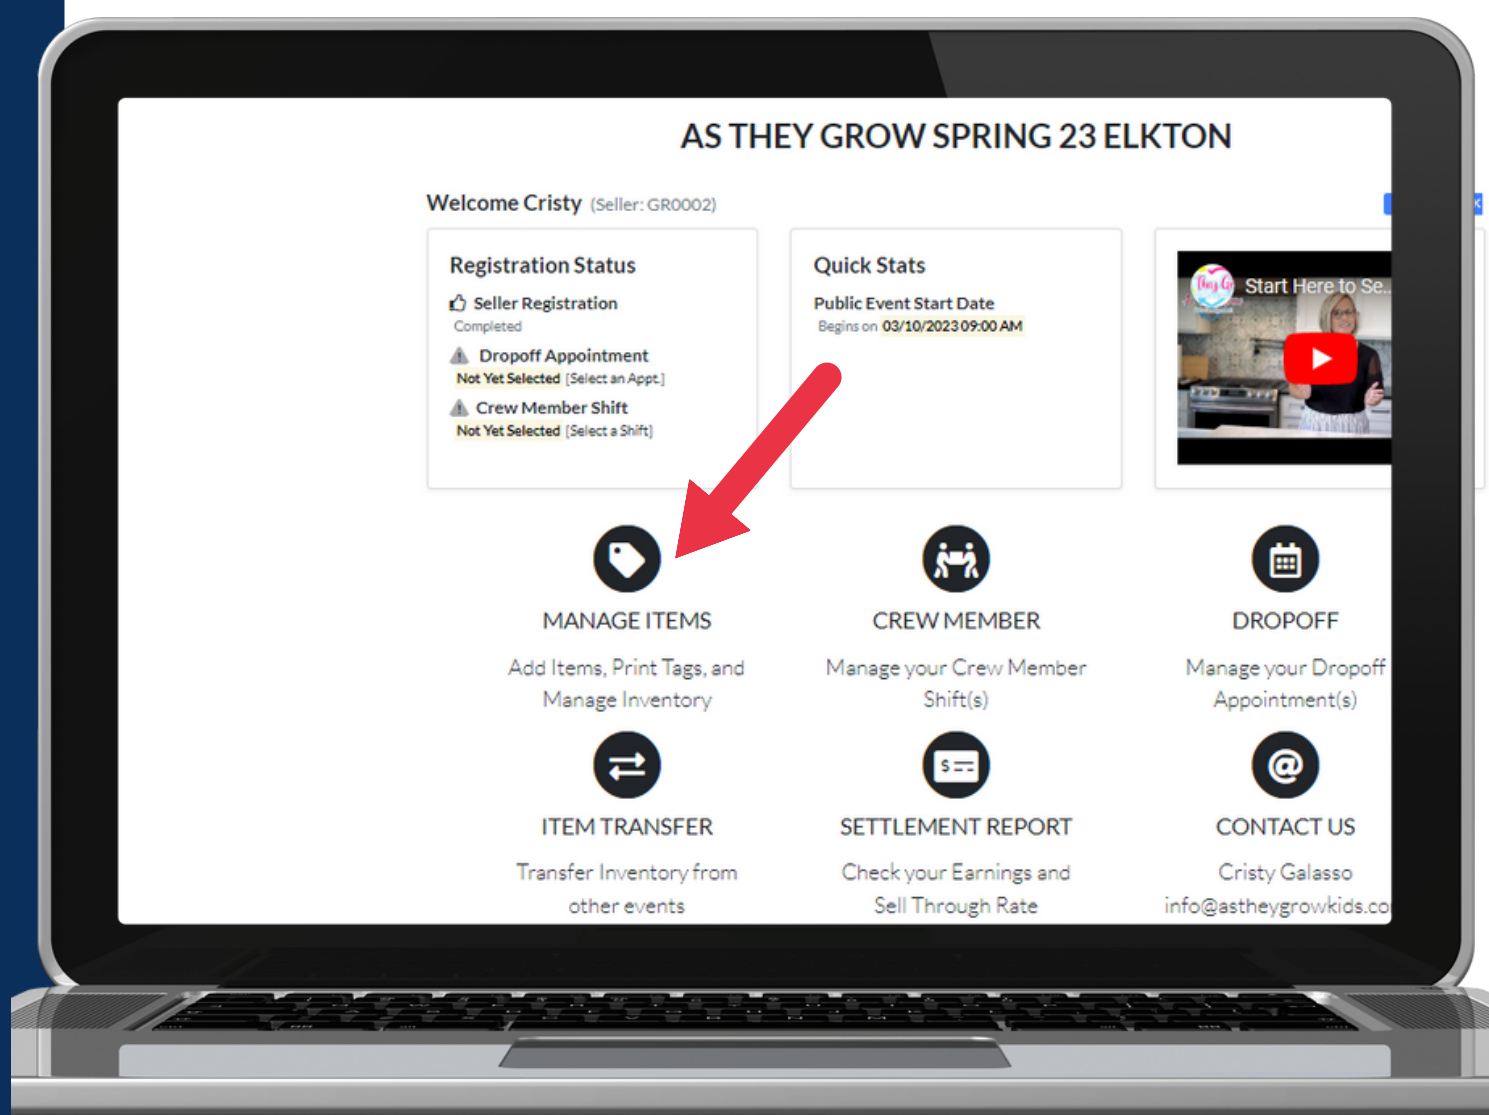 AS THEY GROW SPRING 23 ELKTON
Welcome Cristy (Seller: GR0002)
Registration Status
Seller Registration
Completed
Dropoff Appointment
Not Yet Selected [Select an Appt.]
Crew Member Shift
Not Yet Selected [Select a Shift]
Quick Stats
Public Event Start Date
Begins on 03/10/2023 09:00 AM
Start Here to Se...
MANAGE ITEMS
Add Items, Print Tags, and
Manage Inventory
CREW MEMBER
Manage your Crew Member
Shift(s)
DROPOFF
Manage your Dropoff
Appointment(s)
ITEM TRANSFER
Transfer Inventory from
other events
SETTLEMENT REPORT
Check your Earnings and
Sell Through Rate
CONTACT US
Cristy Galasso
info@astheygrowkids.co